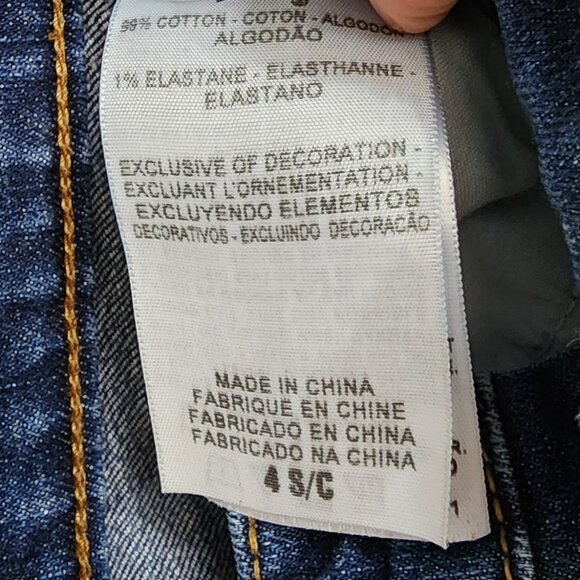 99% COTTON - COTON - ALGODON
ALGODÃO
1% ELASTANE - ELASTHANNE -
ELASTANO
EXCLUSIVE OF DECORATION -
EXCLUANT L'ORNEMENTATION -
EXCLUYENDO ELEMENTOS
DECORATIVOS - EXCLUINDO DECORAÇÃO
MADE IN CHINA
FABRIQUE EN CHINE
FABRICADO EN CHINA
FABRICADO NA CHINA
4 S/C